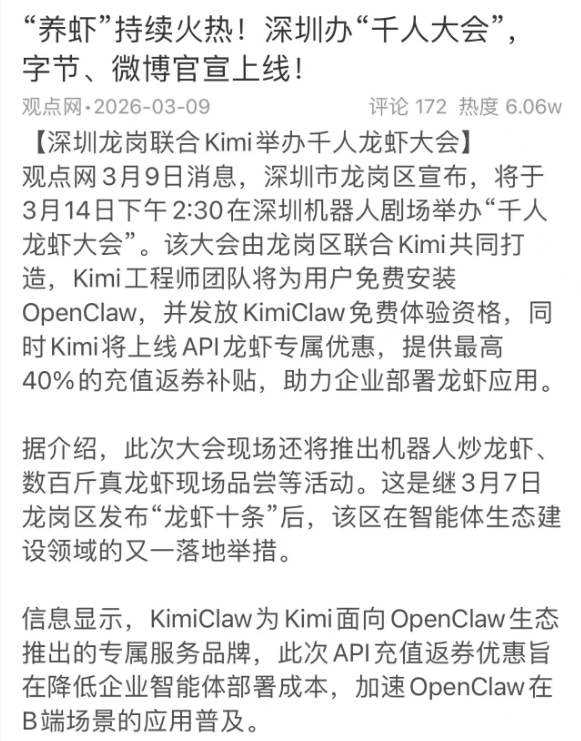 “养虾”持续火热！深圳办“千人大会”，
字节、微博官宣上线！
观点网·2026-03-09 评论 172 热度 6.06w
【深圳龙岗联合Kimi举办千人龙虾大会】
观点网3月9日消息，深圳市龙岗区宣布，将于
3月14日下午2:30在深圳机器人剧场举办“千人
龙虾大会”。该大会由龙岗区联合Kimi共同打
造，Kimi工程师团队将为用户免费安装
OpenClaw，并发放KimiClaw免费体验资格，同
时Kimi将上线API龙虾专属优惠，提供最高
40%的充值返券补贴，助力企业部署龙虾应用。
据介绍，此次大会现场还将推出机器人炒龙虾、
数百斤真龙虾现场品尝等活动。这是继3月7日
龙岗区发布“龙虾十条”后，该区在智能体生态建
设领域的又一落地举措。
信息显示，KimiClaw为Kimi面向OpenClaw生态
推出的专属服务品牌，此次API充值返券优惠旨
在降低企业智能体部署成本，加速OpenClaw在
B端场景的应用普及。